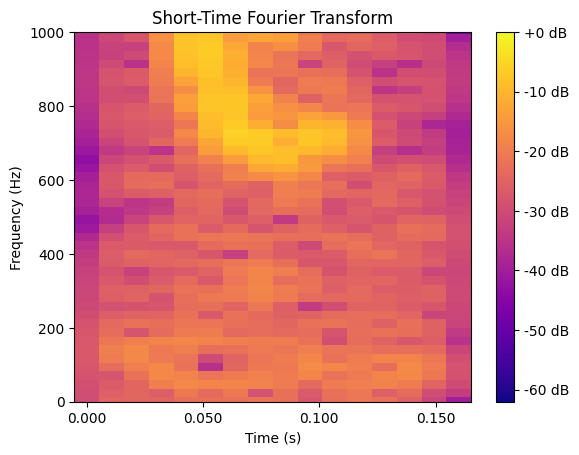 Short-Time Fourier Transform
1000
800
600
400
200
0
Frequency (Hz)
0.000
0.050
0.100
0.150
Time (s)
+0 dB
-10 dB
-20 dB
-30 dB
-40 dB
-50 dB
-60 dB